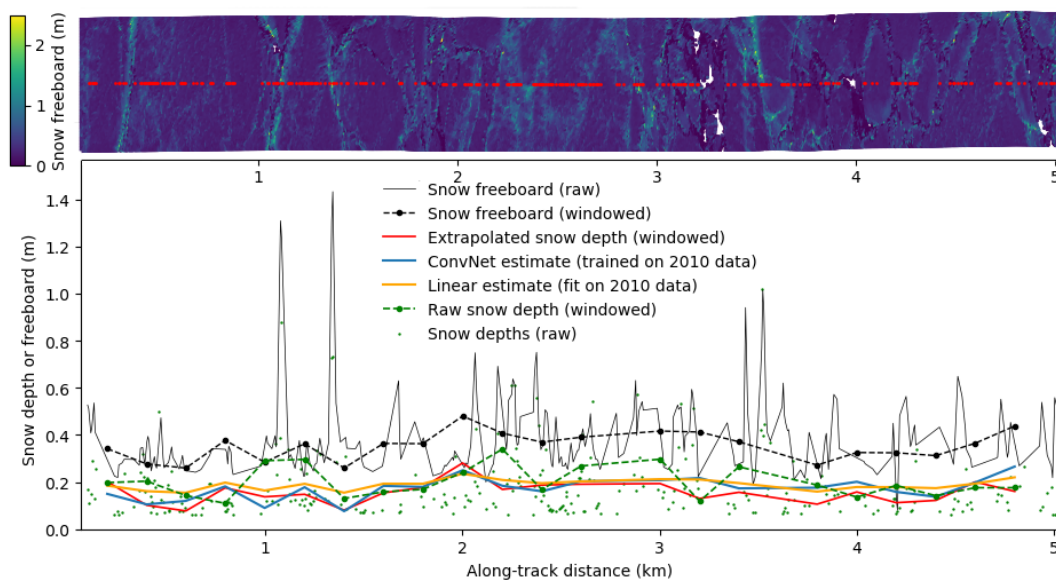 Snow freeboard (m)
2
1
0
1 2 3 4 5
Snow depth or freeboard (m)
1.4
1.2
1.0
0.8
0.6
0.4
0.2
0.0
Snow freeboard (raw)
Snow freeboard (windowed)
Extrapolated snow depth (windowed)
ConvNet estimate (trained on 2010 data)
Linear estimate (fit on 2010 data)
Raw snow depth (windowed)
Snow depths (raw)
1 2 3 4 5
Along-track distance (km)